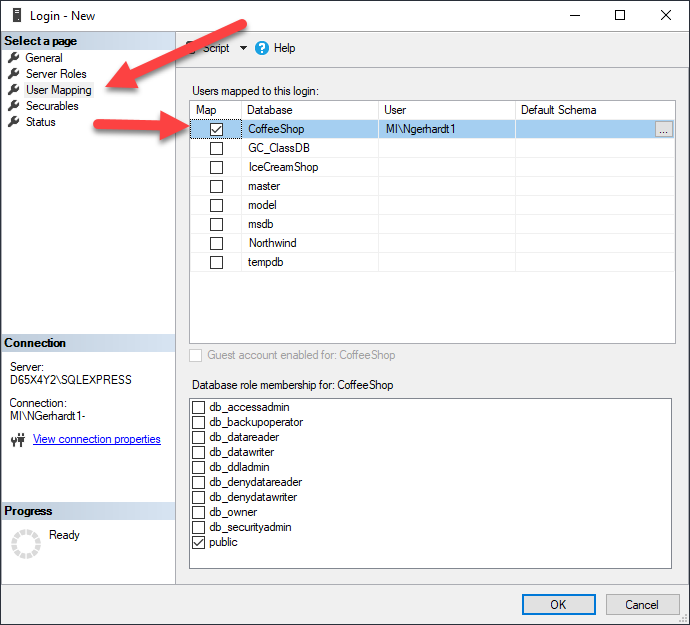 Login - New
Select a page
General
Server Roles
User Mapping
Securables
Status
Script
Help
Users mapped to this login:
Map Database User Default Schema
CoffeeShop MI\Ngerhardt1 ...
GC_ClassDB
IceCreamShop
master
model
msdb
Northwind
tempdb
Guest account enabled for: CoffeeShop
Database role membership for: CoffeeShop
db_accessadmin
db_backupoperator
db_datareader
db_datawriter
db_ddladmin
db_denydatareader
db_denydatawriter
db_owner
db_securityadmin
public
Connection
Server:
D65X4Y2\SQLEXPRESS
Connection:
MI\NGerhardt1-
View connection properties
Progress
Ready
OK Cancel